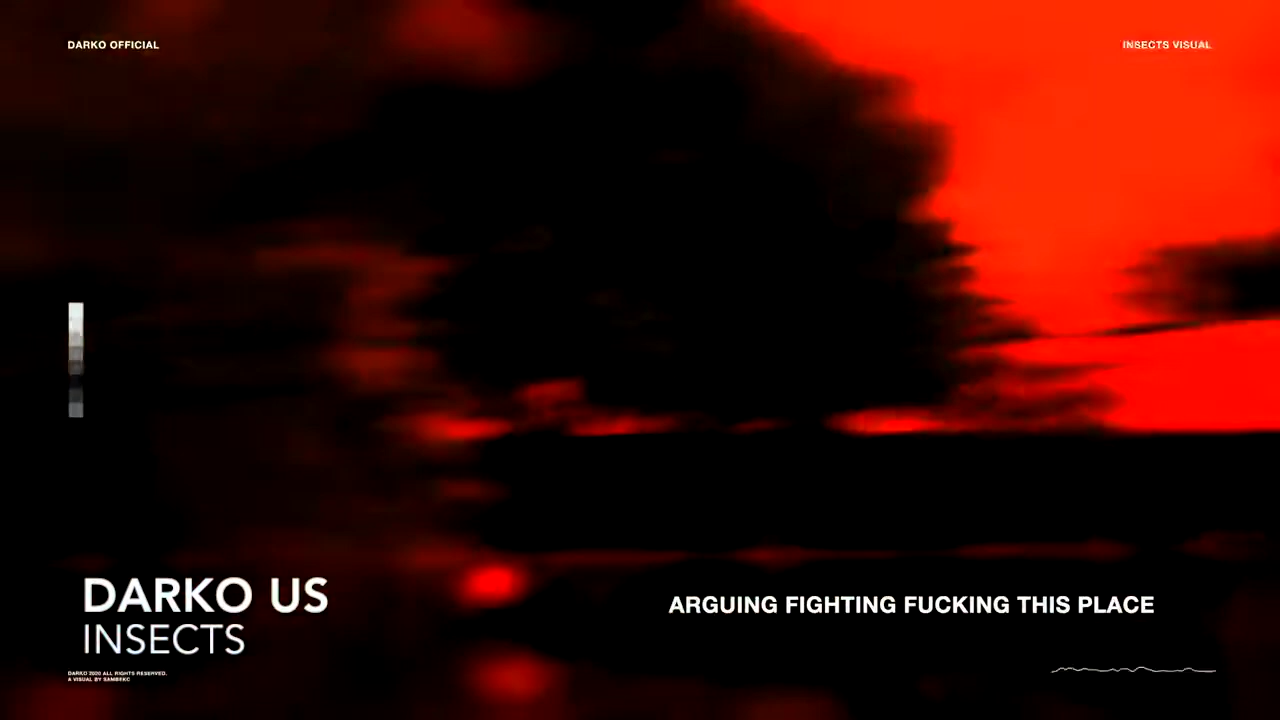 DARKO OFFICIAL
INSECTS VISUAL
DARKO US
INSECTS
ARGUING FIGHTING FUCKING THIS PLACE
DARKO 2020 ALL RIGHTS RESERVED.
A VISUAL BY SAMBEKC